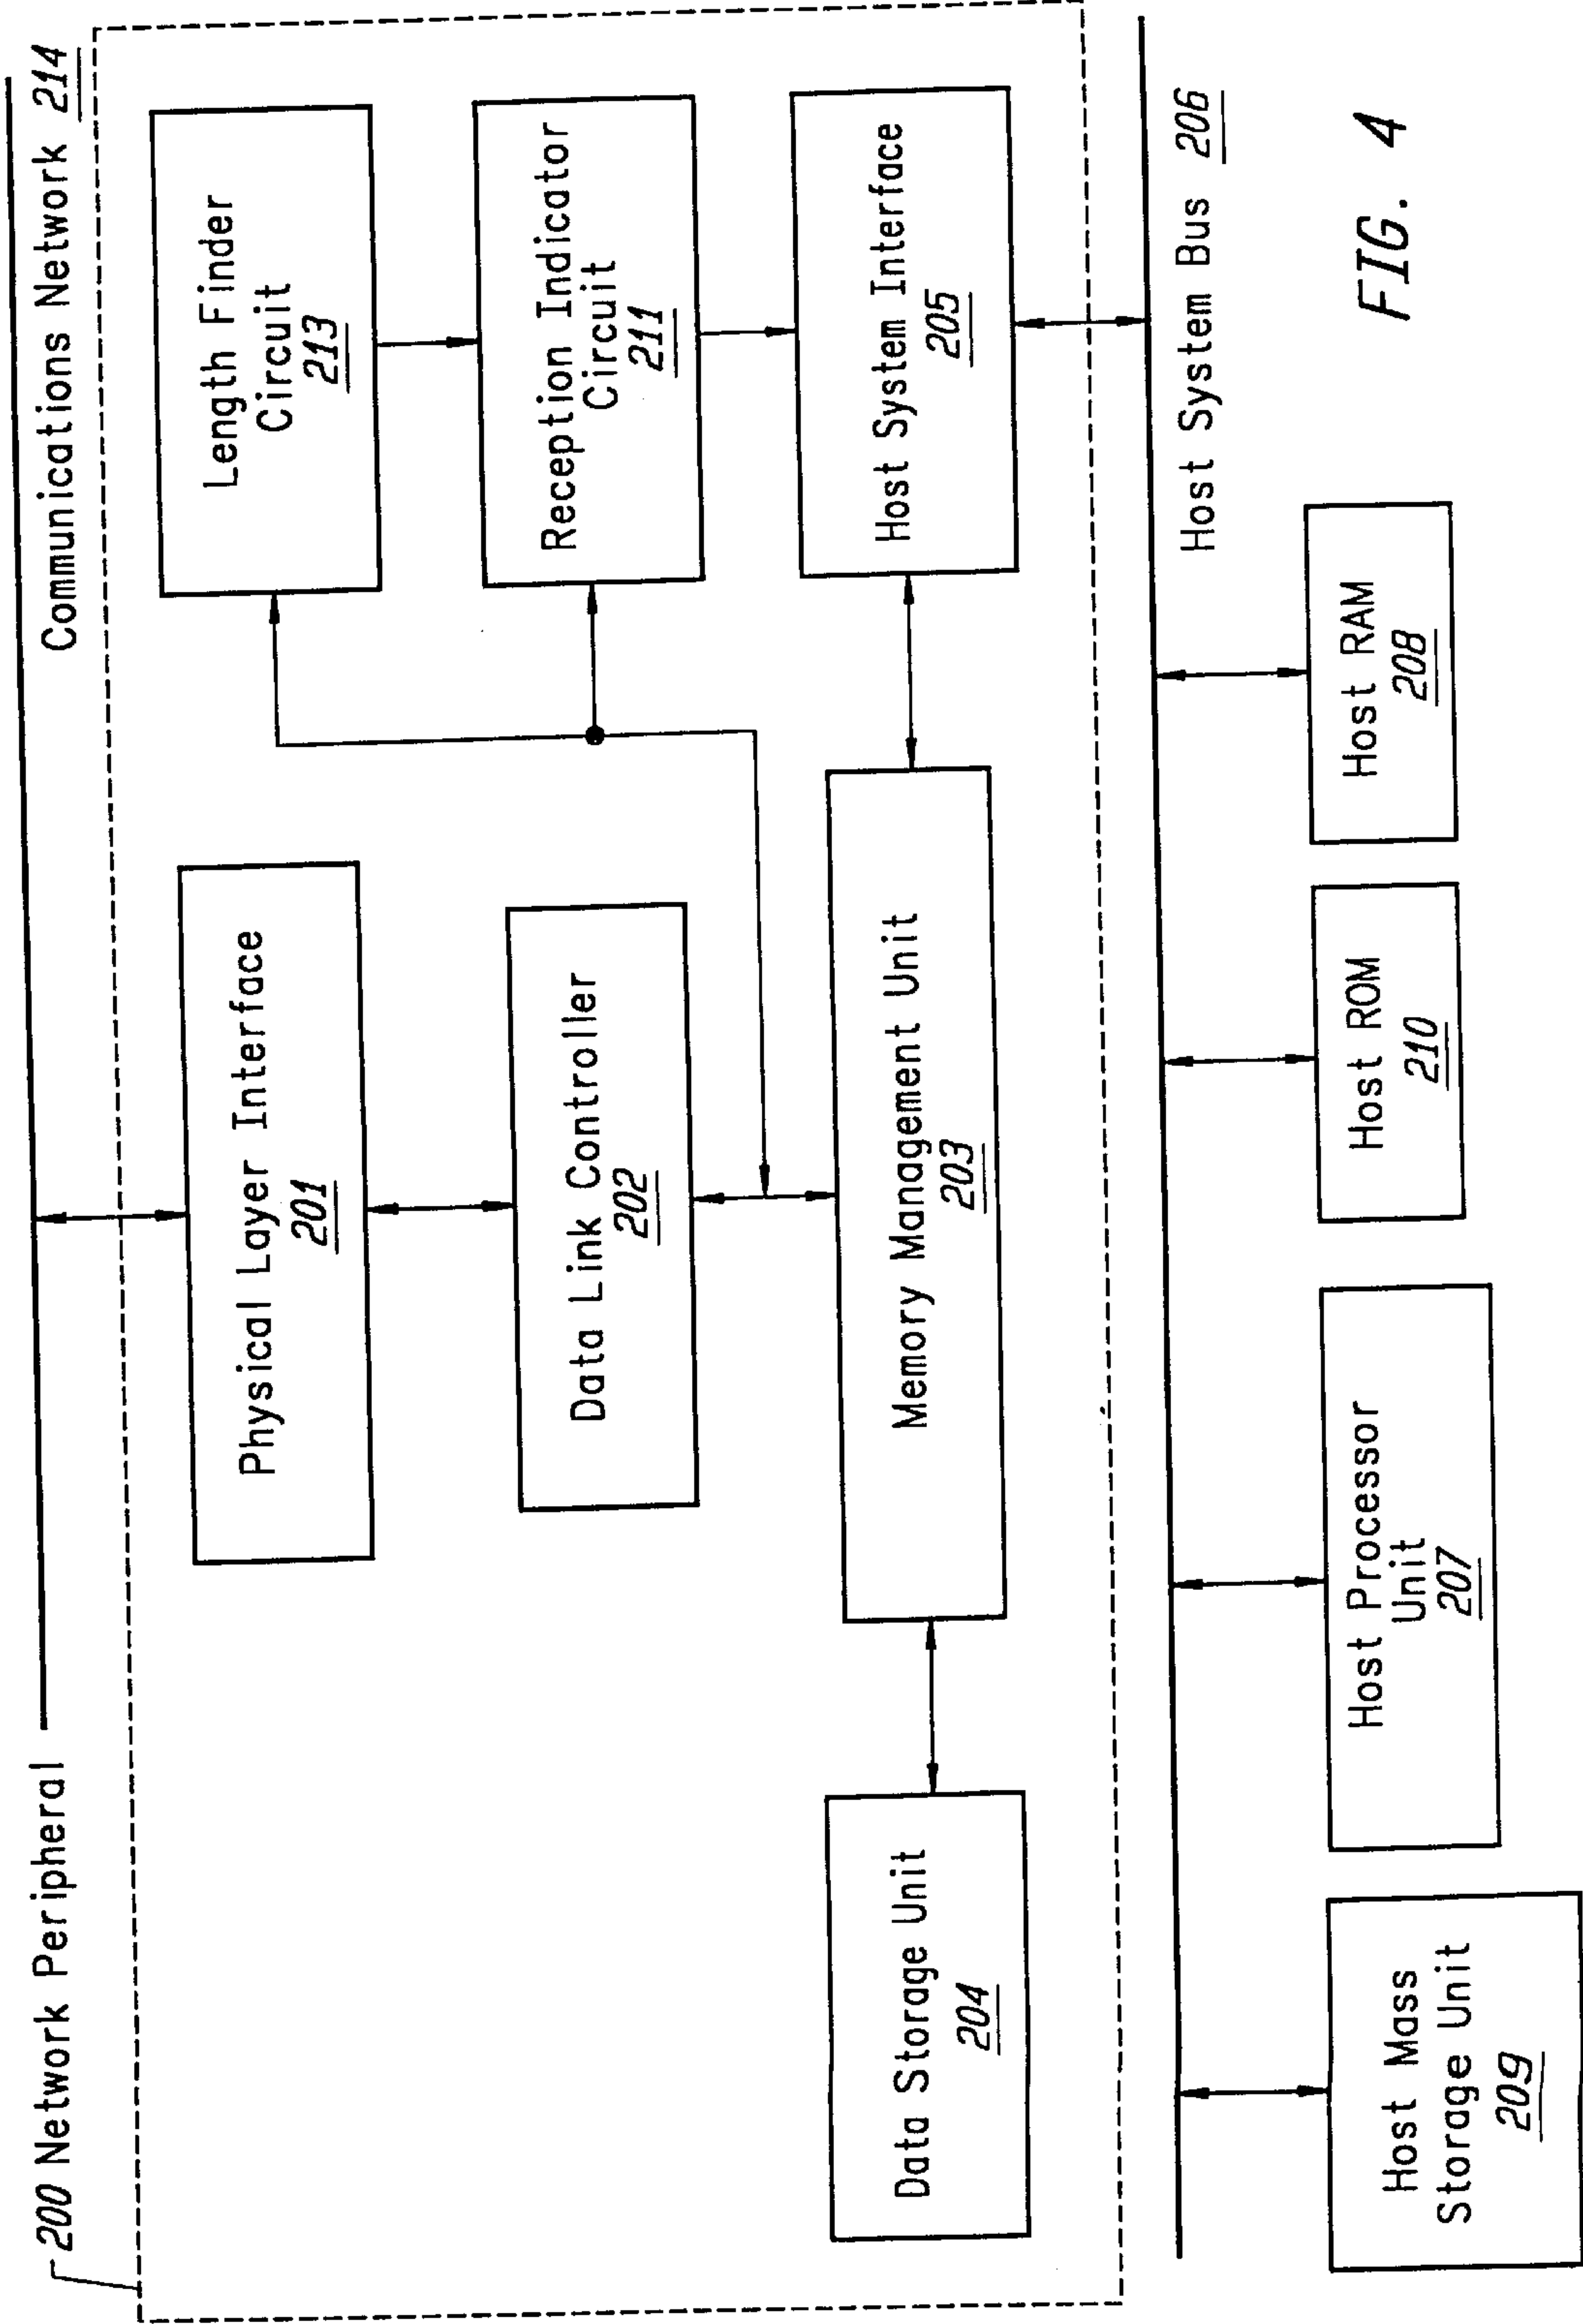 200 Network Peripheral
Communications Network 214
Physical Layer Interface
201
Length Finder
Circuit
213
Data Link Controller
202
Reception Indicator
Circuit
211
Data Storage Unit
204
Memory Management Unit
203
Host System Interface
205
Host System Bus 206
Host Mass
Storage Unit
209
Host Processor
Unit
207
Host ROM
210
Host RAM
208
FIG. 4